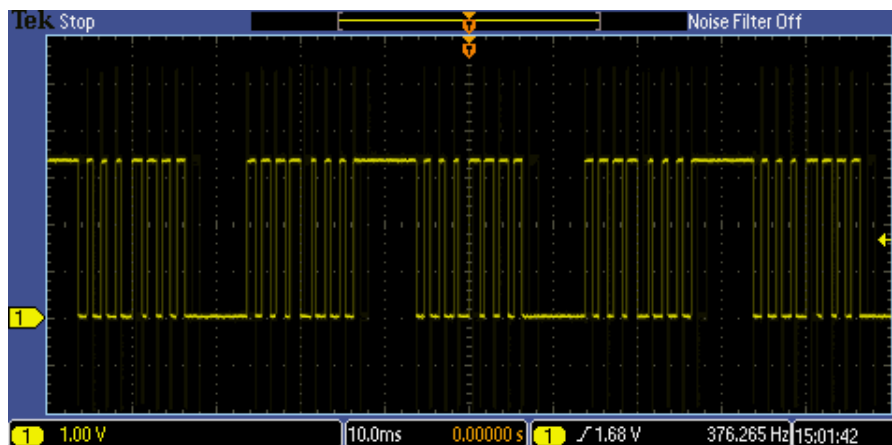 Tek Stop Noise Filter Off
T
T
1
1 1.00 V 10.0ms 0.00000 s 1 1.68 V 376.265 Hz 15:01:42